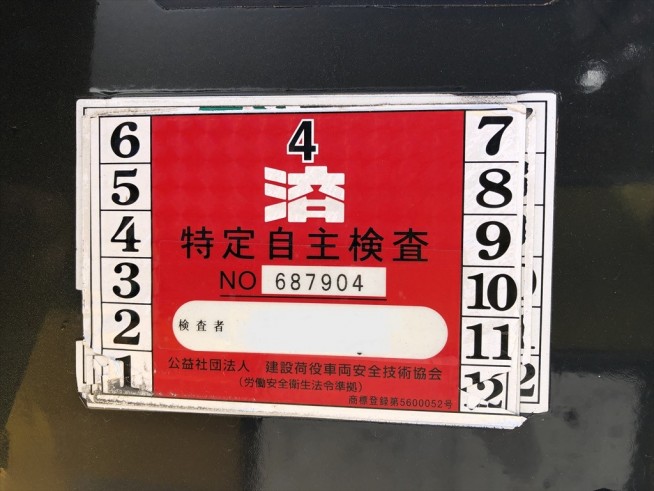 6
5
4
3
2
1
4
済
特定自主検査
NO 687904
検査者
公益社団法人 建設荷役車両安全技術協会
(労働安全衛生法令準拠)
商標登録第5600052号
7
8
9
10
11
12